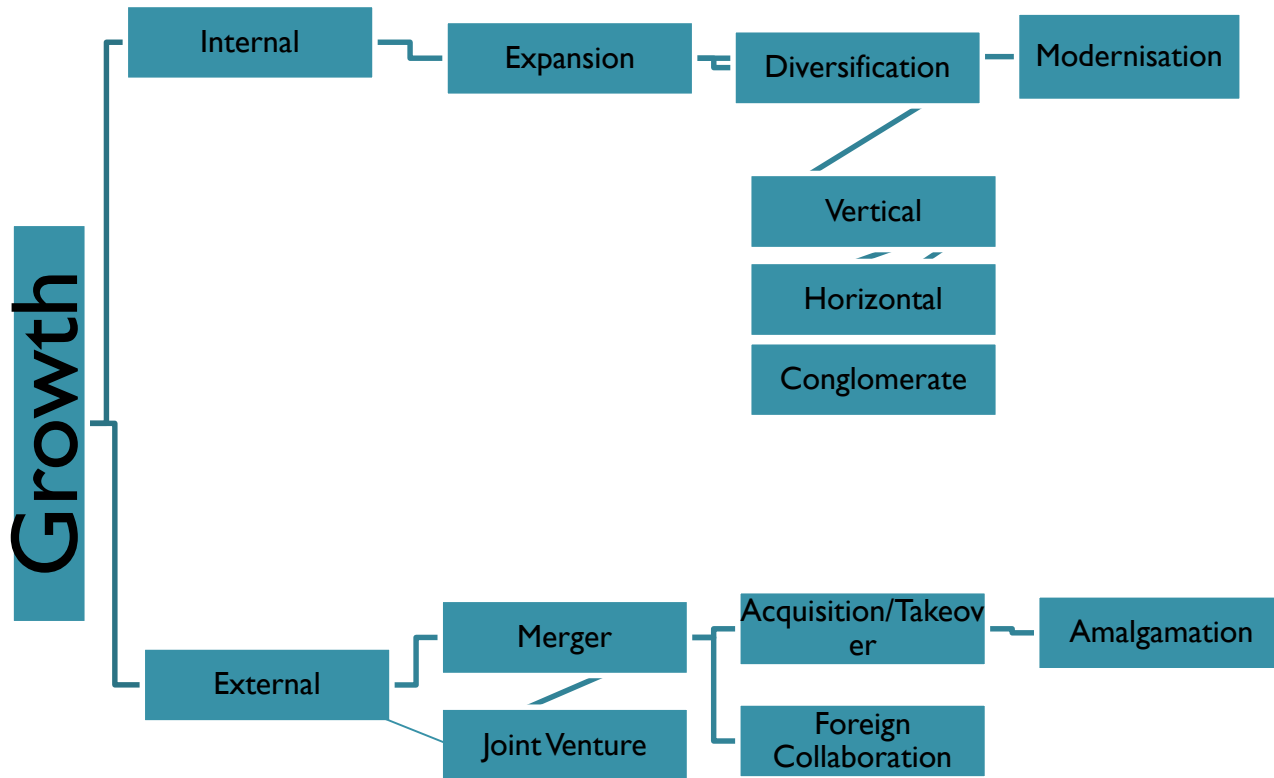 Growth
Internal
Expansion
Diversification
Modernisation
Vertical
Horizontal
Conglomerate
External
Merger
Joint Venture
Acquisition/Takeov
er
Foreign
Collaboration
Amalgamation